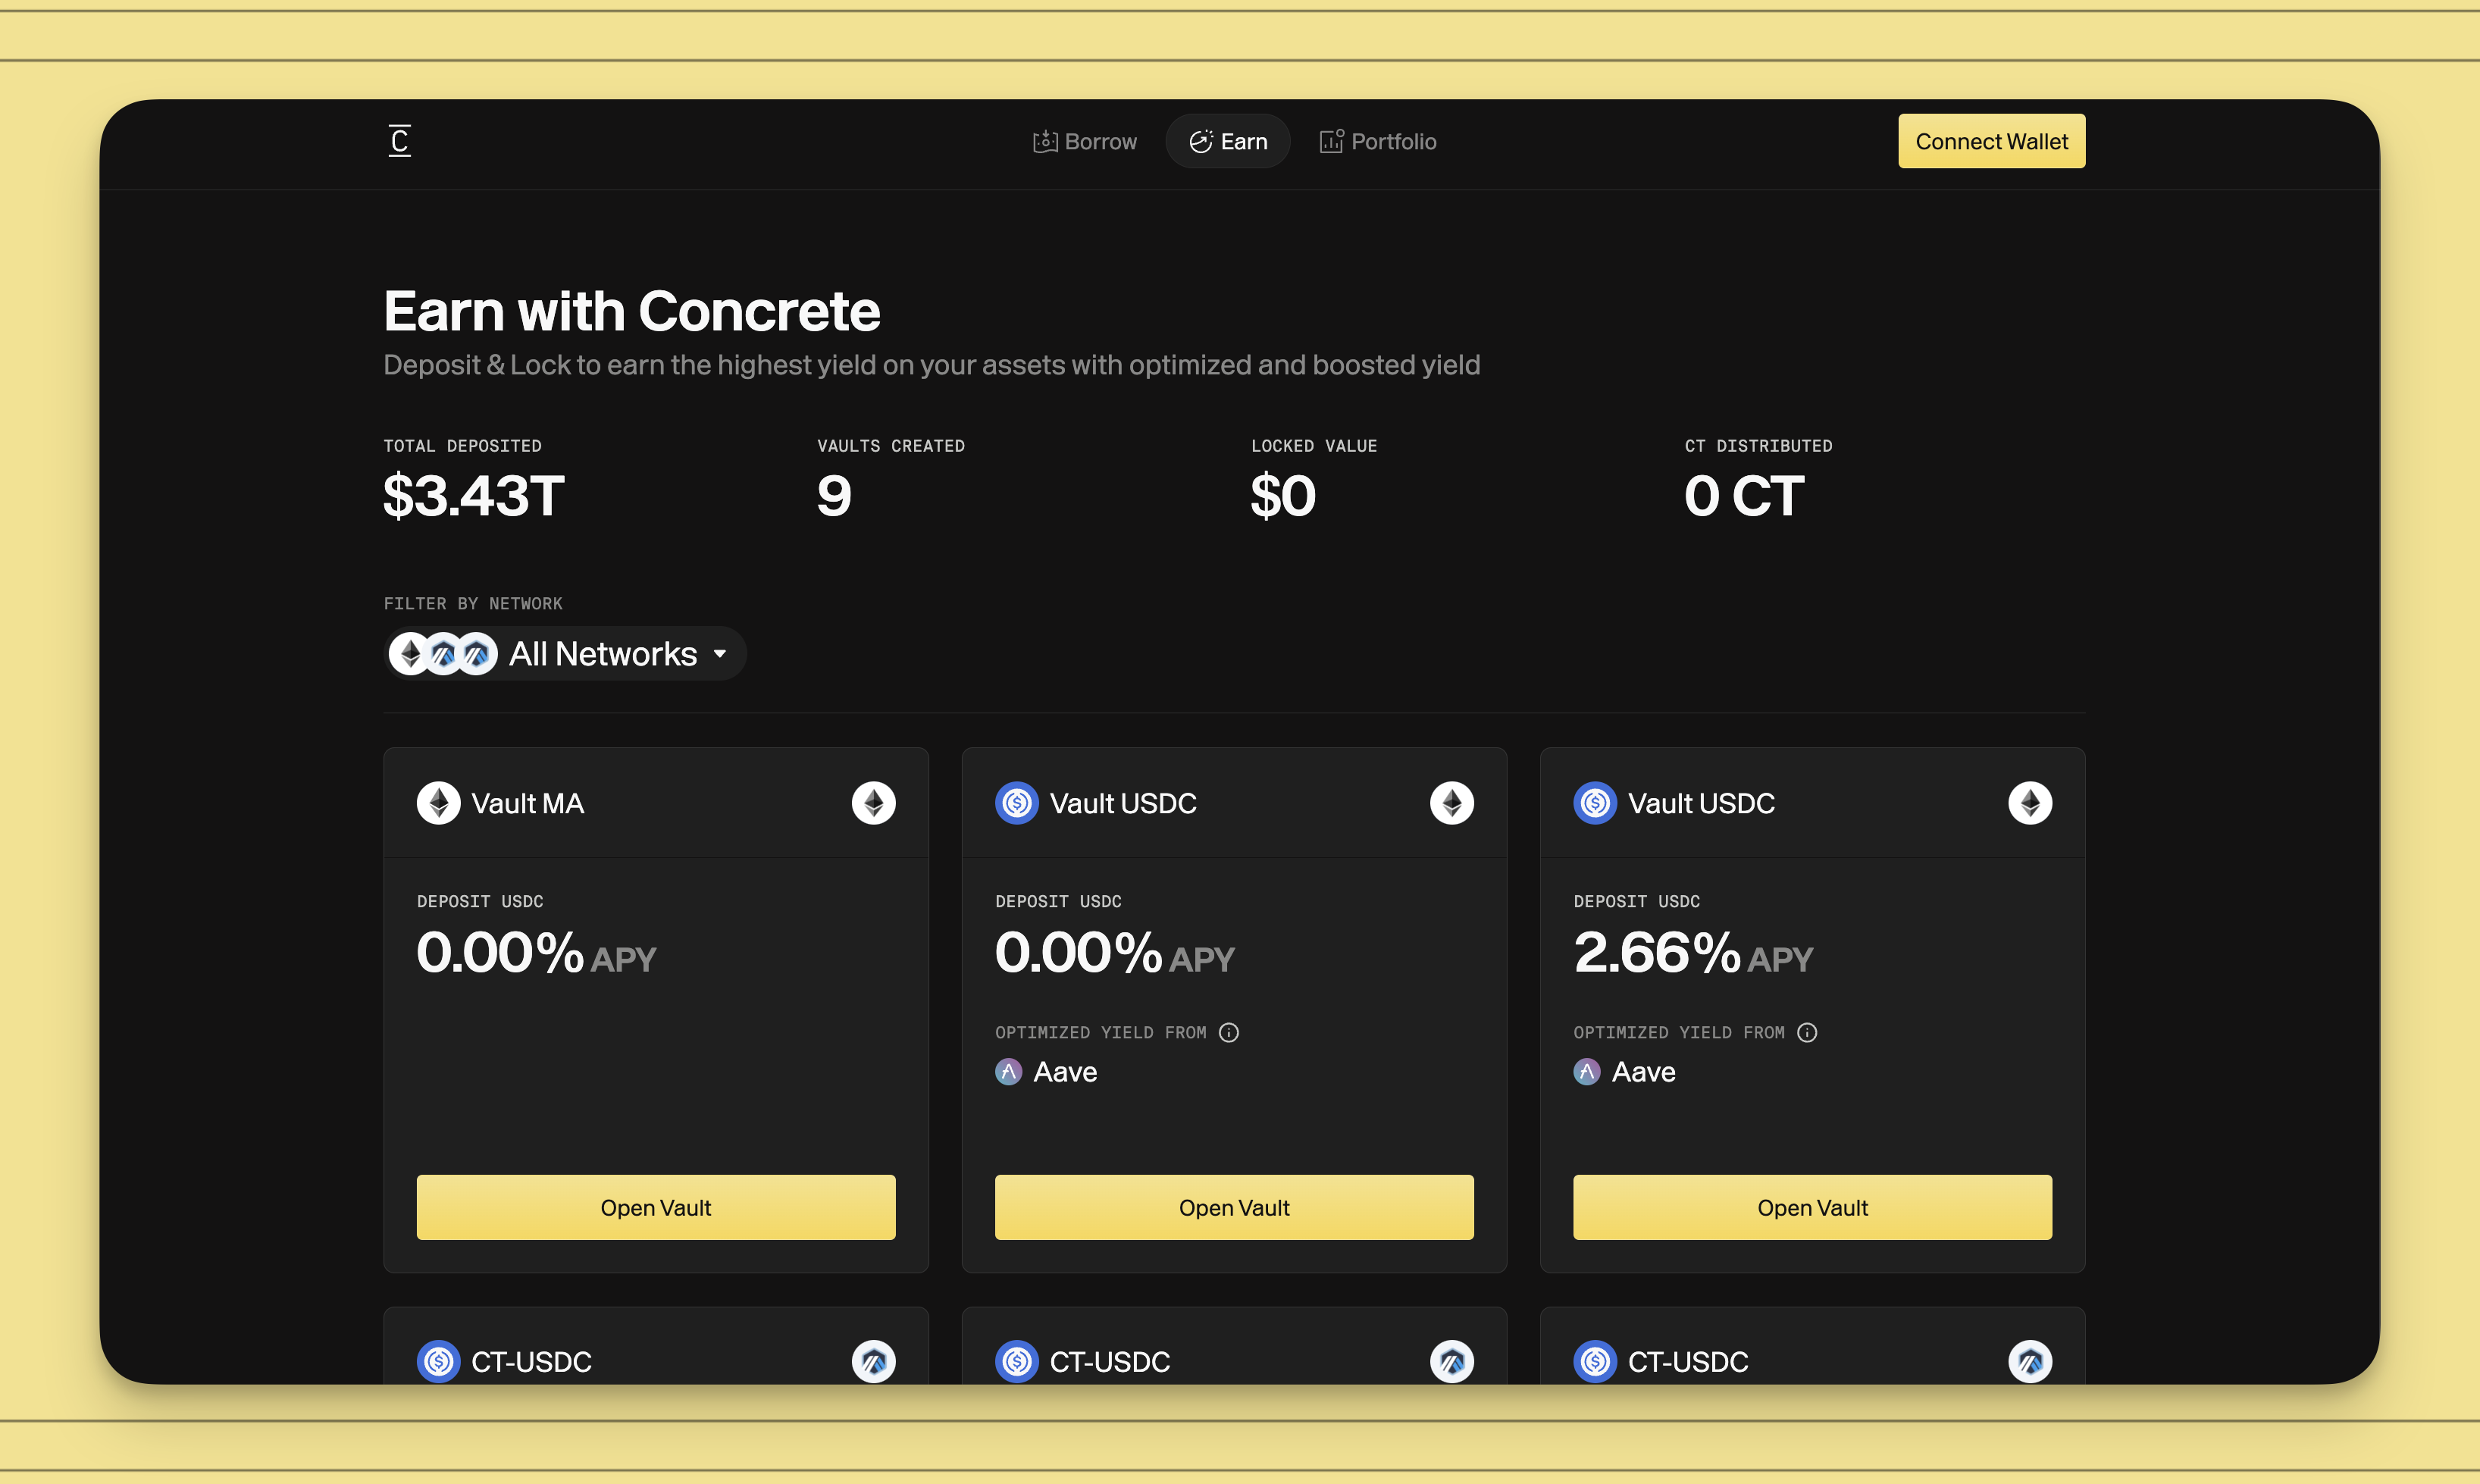 C
Borrow
Earn
Portfolio
Connect Wallet
Earn with Concrete
Deposit & Lock to earn the highest yield on your assets with optimized and boosted yield
TOTAL DEPOSITED
$3.43T
VAULTS CREATED
9
LOCKED VALUE
$0
CT DISTRIBUTED
0 CT
FILTER BY NETWORK
All Networks
Vault MA
DEPOSIT USDC
0.00% APY
Open Vault
Vault USDC
DEPOSIT USDC
0.00% APY
OPTIMIZED YIELD FROM
Aave
Open Vault
Vault USDC
DEPOSIT USDC
2.66% APY
OPTIMIZED YIELD FROM
Aave
Open Vault
CT-USDC
CT-USDC
CT-USDC